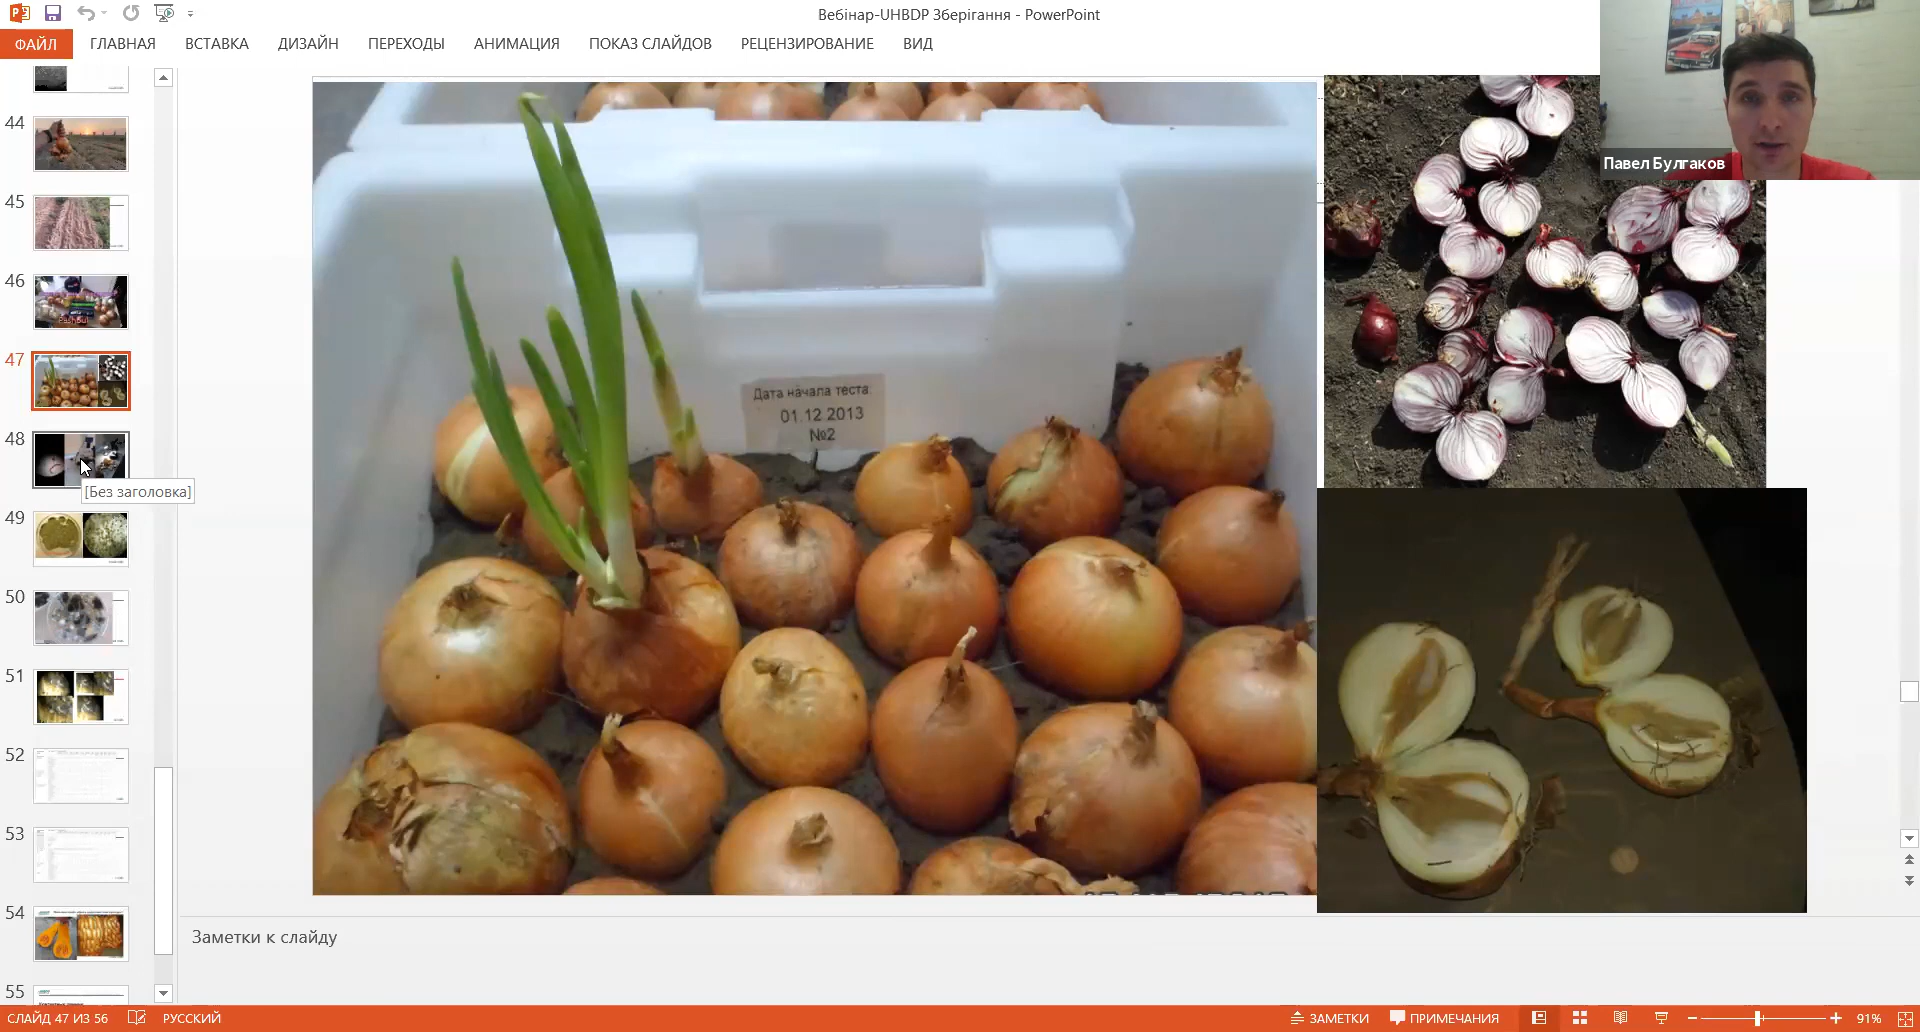 Вебінар-UHBDP Зберігання - PowerPoint
ФАЙЛ
ГЛАВНАЯ
ВСТАВКА
ДИЗАЙН
ПЕРЕХОДЫ
АНИМАЦИЯ
ПОКАЗ СЛАЙДОВ
РЕЦЕНЗИРОВАНИЕ
ВИД
Павел Булгаков
44
45
46
47
48
[Без заголовка]
49
50
51
52
53
54
55
Дата начала теста:
01.12 2013
№2
Заметки к слайду
СЛАЙД 47 ИЗ 56
РУССКИЙ
ЗАМЕТКИ
ПРИМЕЧАНИЯ
91%